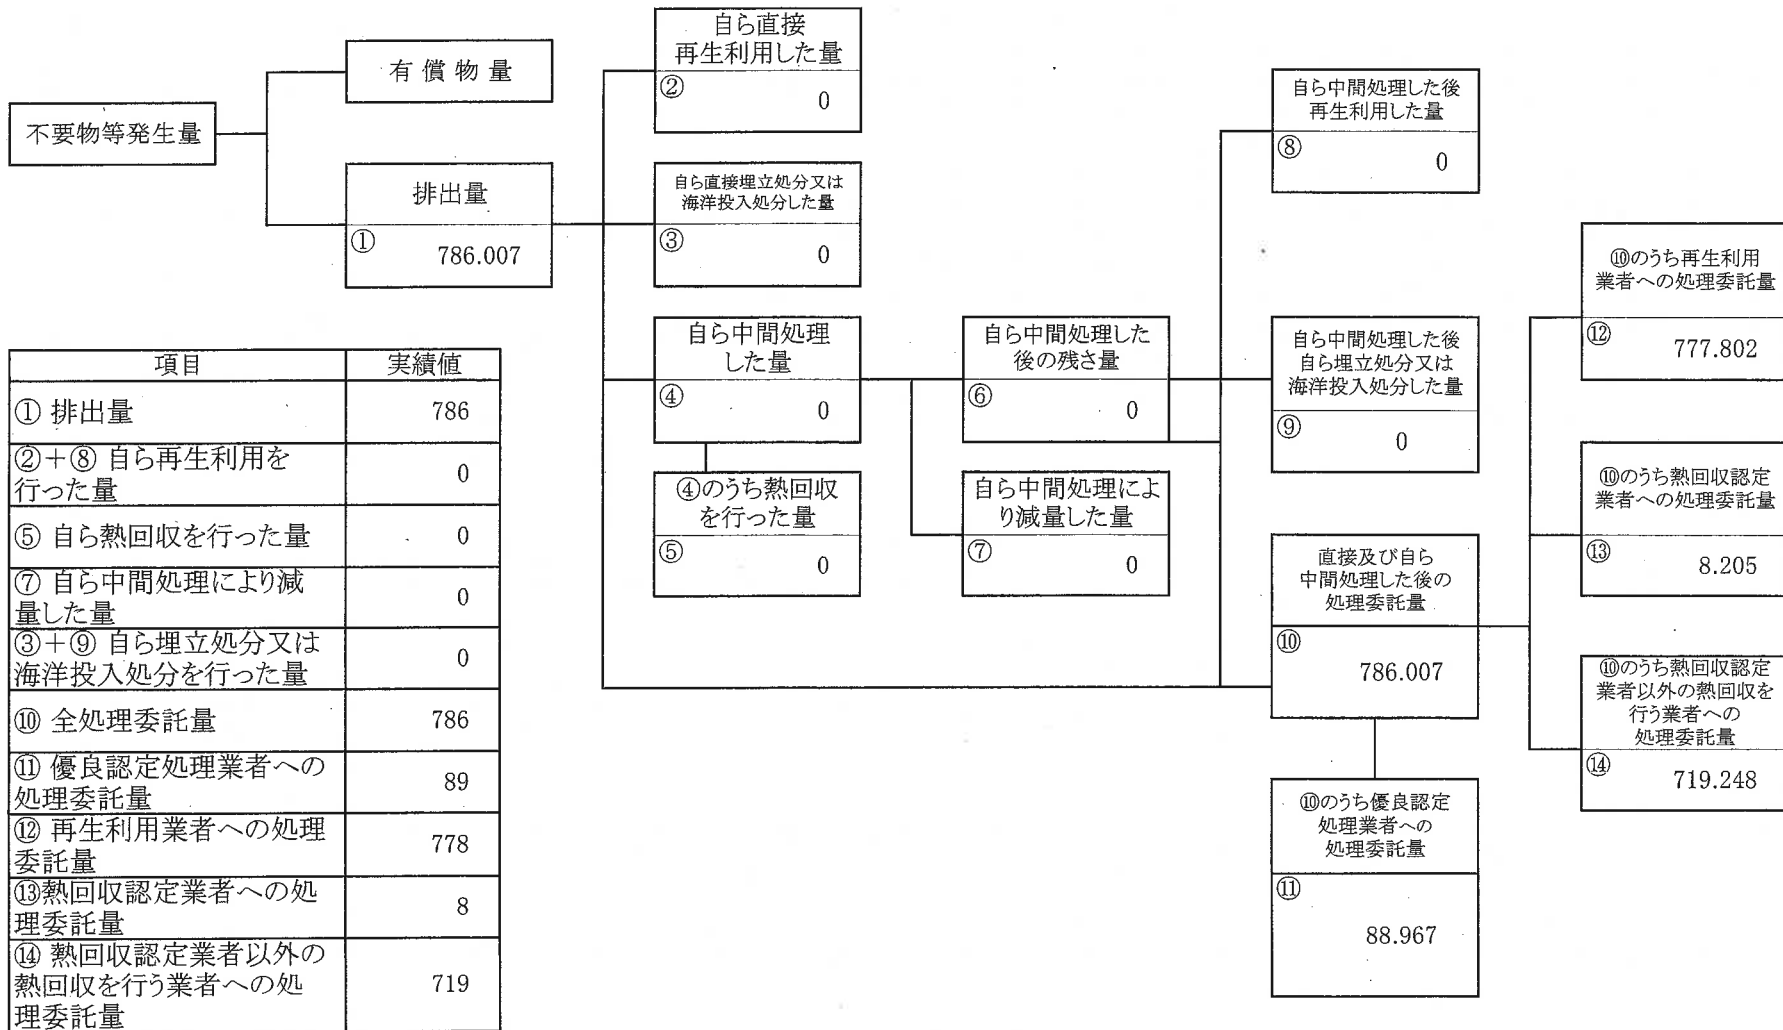 不要物等発生量
有償物量
排出量
①
786.007
自ら直接
再生利用した量
②
0
自ら直接埋立処分又は
海洋投入処分した量
③
0
自ら中間処理
した量
④
0
④のうち熱回収
を行った量
⑤
0
自ら中間処理した
後の残さ量
⑥
0
自ら中間処理によ
り減量した量
⑦
0
自ら中間処理した後
再生利用した量
⑧
0
自ら中間処理した後
自ら埋立処分又は
海洋投入処分した量
⑨
0
直接及び自ら
中間処理した後の
処理委託量
⑩
786.007
⑩のうち優良認定
処理業者への
処理委託量
⑪
88.967
⑩のうち再生利用
業者への処理委託量
⑫
777.802
⑩のうち熱回収認定
業者への処理委託量
⑬
8.205
⑩のうち熱回収認定
業者以外の熱回収を
行う業者への
処理委託量
⑭
719.248
項目 実績値
① 排出量 786
②+⑧ 自ら再生利用を
行った量 0
⑤ 自ら熱回収を行った量 0
⑦ 自ら中間処理により減
量した量 0
③+⑨ 自ら埋立処分又は
海洋投入処分を行った量 0
⑩ 全処理委託量 786
⑪ 優良認定処理業者への
処理委託量 89
⑫ 再生利用業者への処理
委託量 778
⑬熱回収認定業者への処
理委託量 8
⑭ 熱回収認定業者以外の
熱回収を行う業者への処
理委託量 719